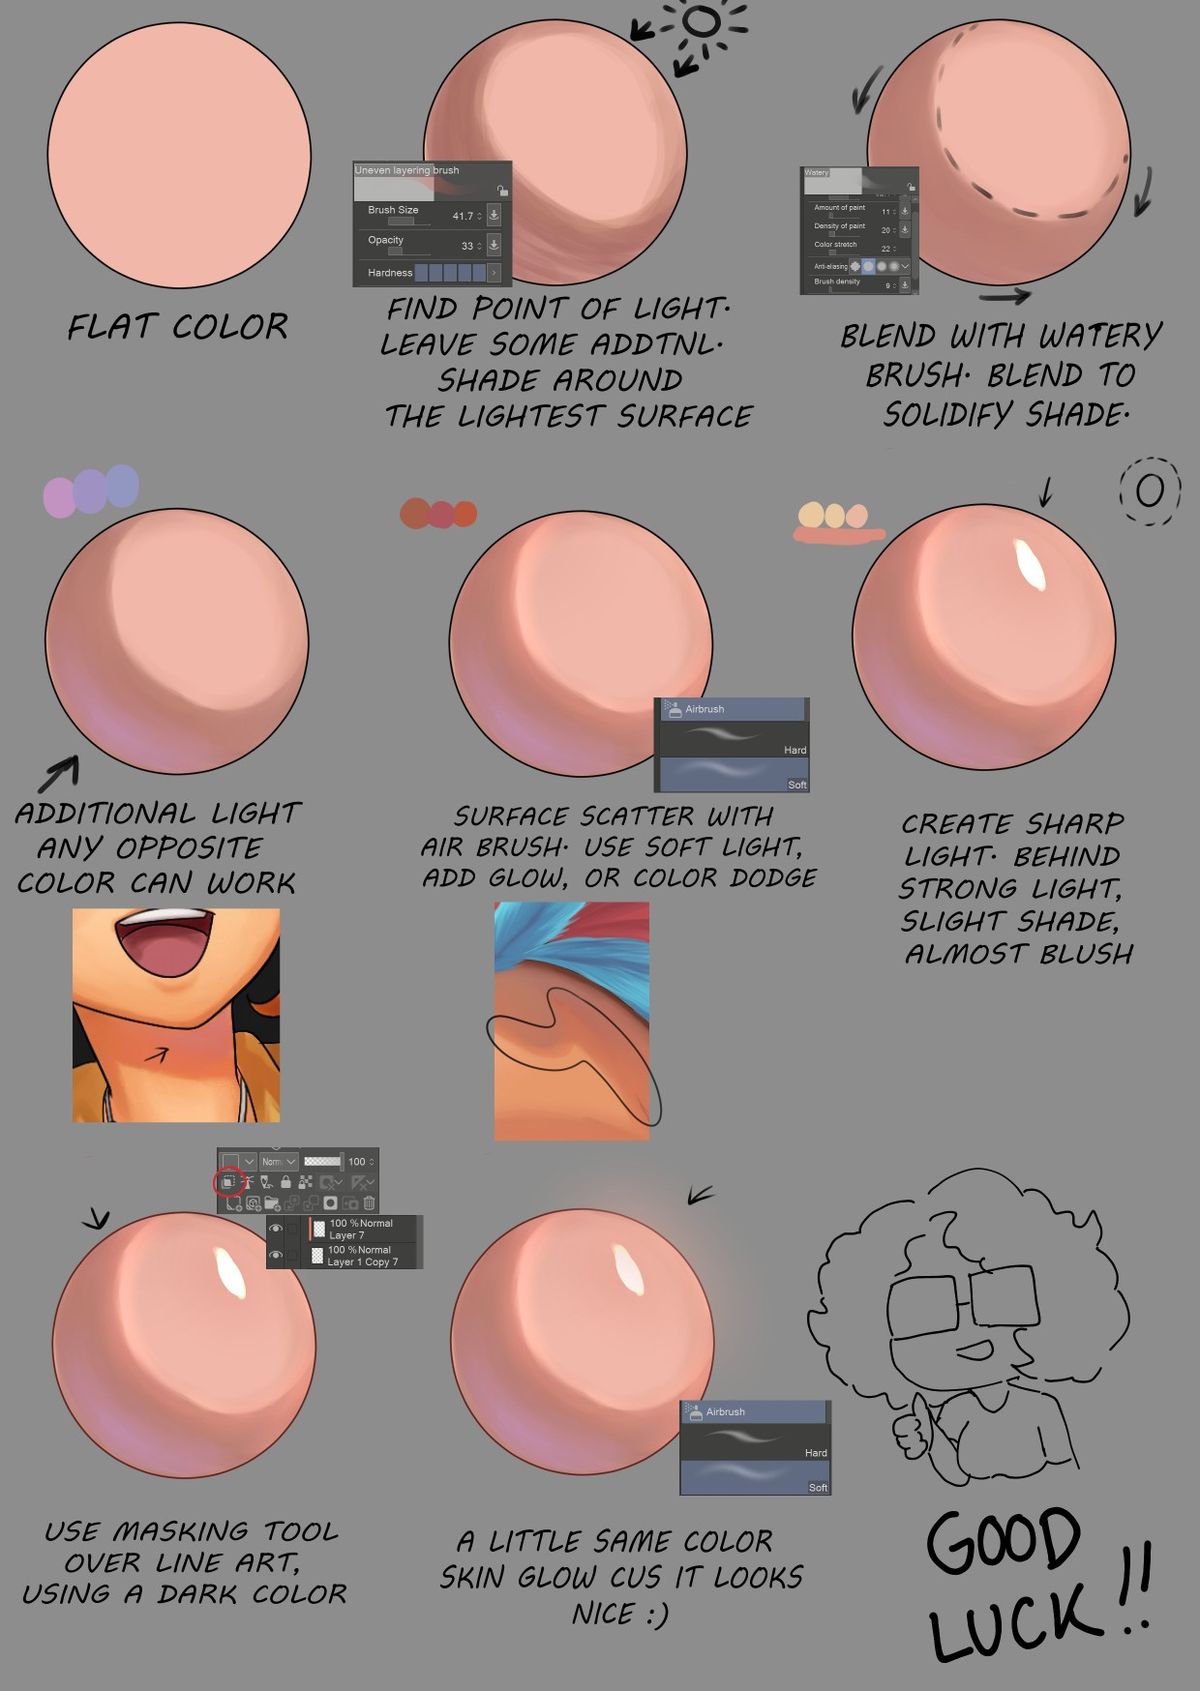 FLAT COLOR
Uneven layering brush
Brush Size 41.7
Opacity 33
Hardness
FIND POINT OF LIGHT.
LEAVE SOME ADDTNL.
SHADE AROUND
THE LIGHTEST SURFACE
Watery
Amount of paint 11
Density of paint 20
Color stretch 22
Anti-aliasing
Brush density 9
BLEND WITH WATERY
BRUSH. BLEND TO
SOLIDIFY SHADE.
ADDITIONAL LIGHT
ANY OPPOSITE
COLOR CAN WORK
Airbrush
Hard
Soft
SURFACE SCATTER WITH
AIR BRUSH. USE SOFT LIGHT,
ADD GLOW, OR COLOR DODGE
CREATE SHARP
LIGHT. BEHIND
STRONG LIGHT,
SLIGHT SHADE,
ALMOST BLUSH
Norm 100
100 %Normal
Layer 7
100 %Normal
Layer 1 Copy 7
USE MASKING TOOL
OVER LINE ART,
USING A DARK COLOR
Airbrush
Hard
Soft
A LITTLE SAME COLOR
SKIN GLOW CUS IT LOOKS
NICE :)
GOOD
LUCK!!